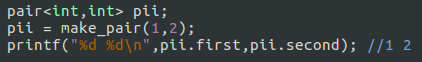 pair<int,int> pii;
pii = make_pair(1,2);
printf("%d %d\n",pii.first,pii.second); //1 2